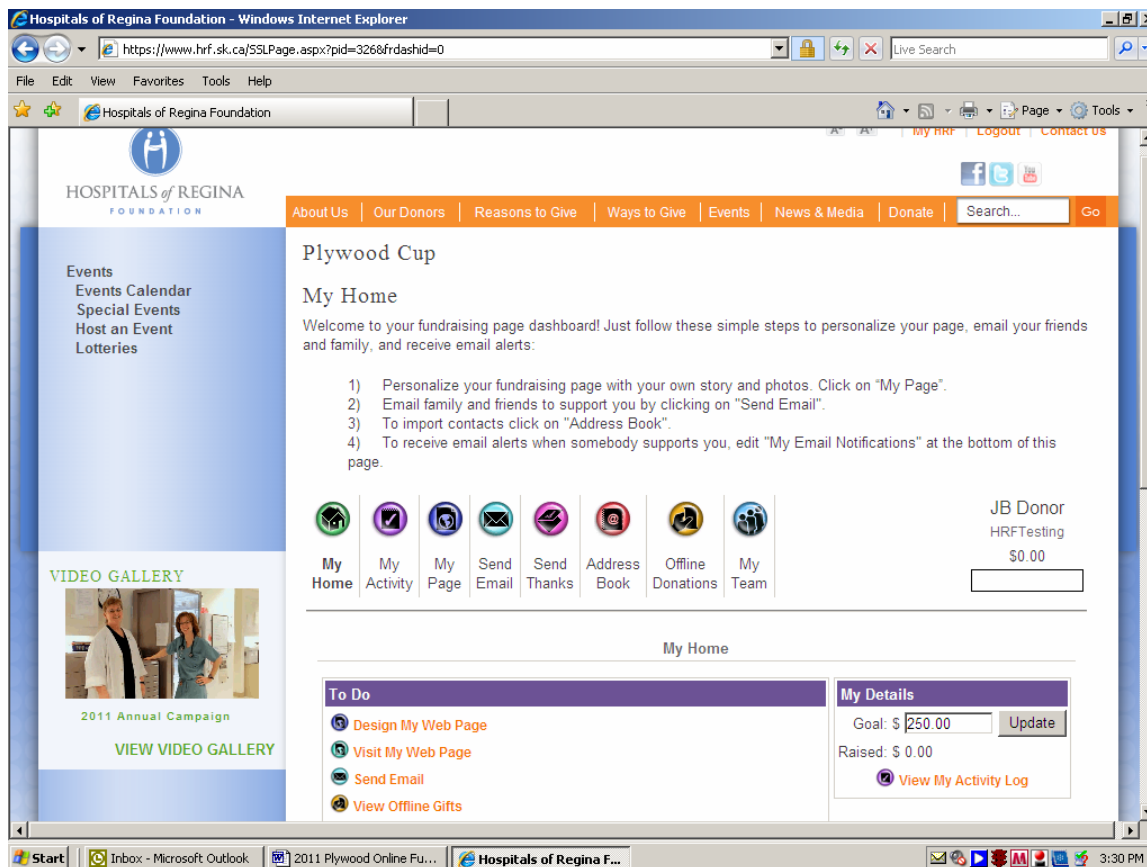 Hospitals of Regina Foundation - Windows Internet Explorer
https://www.hrf.sk.ca/SSLPage.aspx?pid=326&frdashid=0
Live Search
File Edit View Favorites Tools Help
Hospitals of Regina Foundation
Page Tools
A+ A- My HRF Logout Contact Us
HOSPITALS of REGINA
FOUNDATION
You
About Us Our Donors Reasons to Give Ways to Give Events News & Media Donate Search... Go
Events
Events Calendar
Special Events
Host an Event
Lotteries
Plywood Cup
My Home
Welcome to your fundraising page dashboard! Just follow these simple steps to personalize your page, email your friends
and family, and receive email alerts:
1) Personalize your fundraising page with your own story and photos. Click on “My Page”.
2) Email family and friends to support you by clicking on "Send Email".
3) To import contacts click on "Address Book".
4) To receive email alerts when somebody supports you, edit "My Email Notifications" at the bottom of this
page.
My Home
My Activity
My Page
Send Email
Send Thanks
Address Book
Offline Donations
My Team
JB Donor
HRFTesting
$0.00
VIDEO GALLERY
2011 Annual Campaign
VIEW VIDEO GALLERY
My Home
To Do
Design My Web Page
Visit My Web Page
Send Email
View Offline Gifts
My Details
Goal: $ 250.00 Update
Raised: $ 0.00
View My Activity Log
Start Inbox - Microsoft Outlook 2011 Plywood Online Fu... Hospitals of Regina F... 3:30 PM